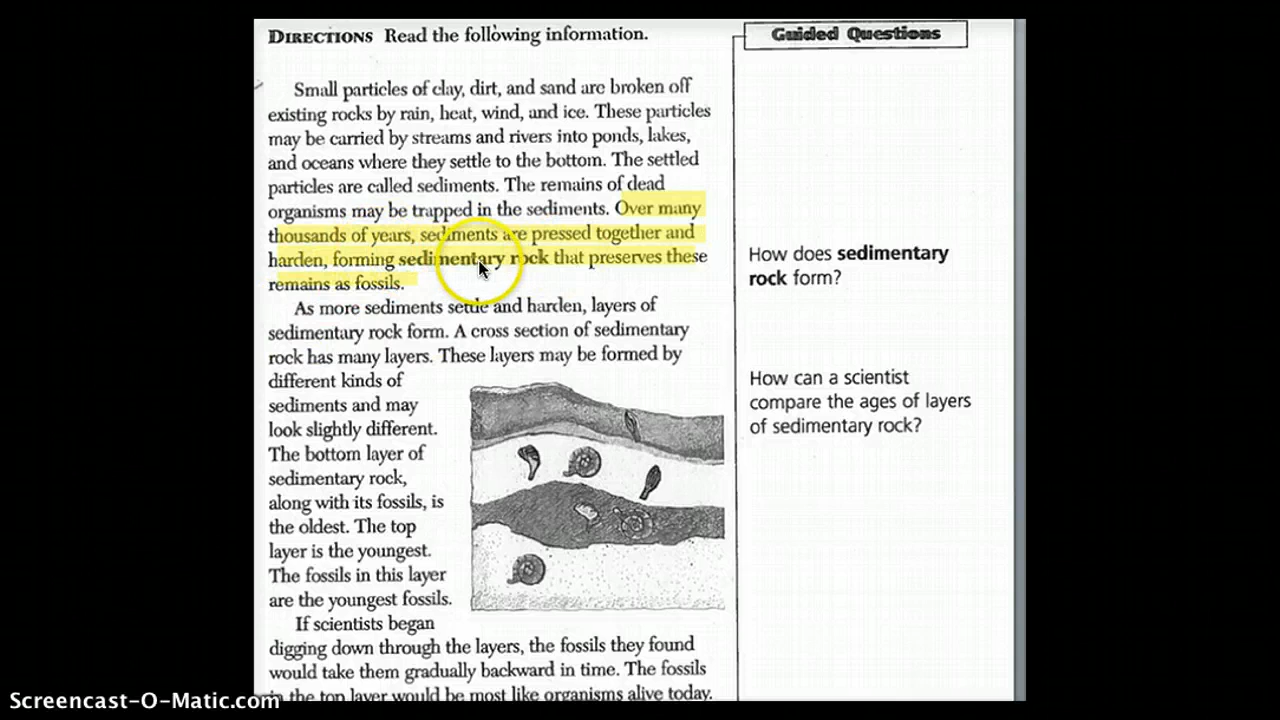 DIRECTIONS Read the following information.
Guided Questions
Small particles of clay, dirt, and sand are broken off
existing rocks by rain, heat, wind, and ice. These particles
may be carried by streams and rivers into ponds, lakes,
and oceans where they settle to the bottom. The settled
particles are called sediments. The remains of dead
organisms may be trapped in the sediments. Over many
thousands of years, sediments are pressed together and
harden, forming sedimentary rock that preserves these
remains as fossils.
As more sediments settle and harden, layers of
sedimentary rock form. A cross section of sedimentary
rock has many layers. These layers may be formed by
different kinds of
sediments and may
look slightly different.
The bottom layer of
sedimentary rock,
along with its fossils, is
the oldest. The top
layer is the youngest.
The fossils in this layer
are the youngest fossils.
If scientists began
digging down through the layers, the fossils they found
would take them gradually backward in time. The fossils
in the top layer would be most like organisms alive today.
How does sedimentary
rock form?
How can a scientist
compare the ages of layers
of sedimentary rock?
Screencast-O-Matic.com